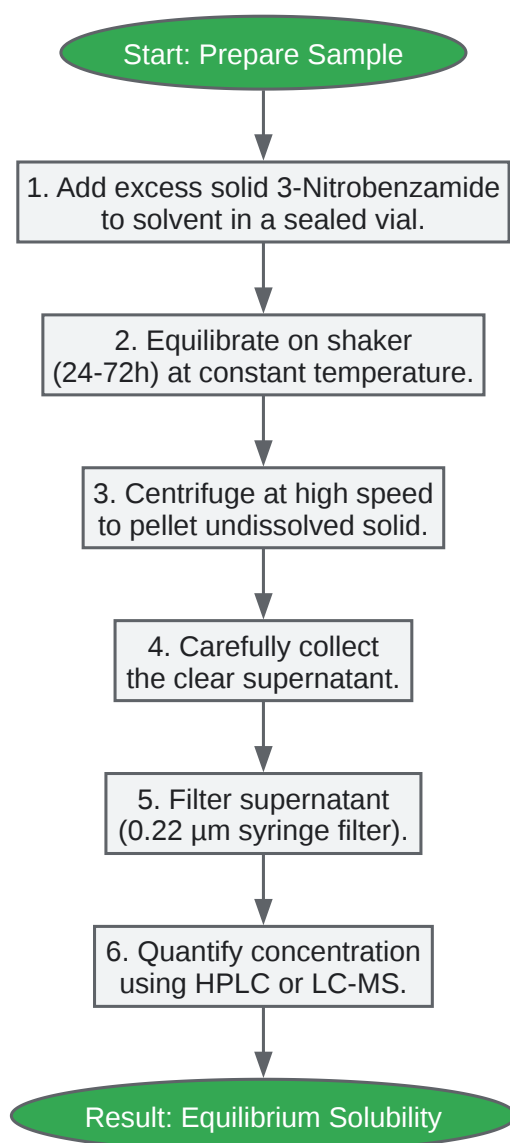 Start: Prepare Sample
1. Add excess solid 3-Nitrobenzamide
to solvent in a sealed vial.
2. Equilibrate on shaker
(24-72h) at constant temperature.
3. Centrifuge at high speed
to pellet undissolved solid.
4. Carefully collect
the clear supernatant.
5. Filter supernatant
(0.22 µm syringe filter).
6. Quantify concentration
using HPLC or LC-MS.
Result: Equilibrium Solubility